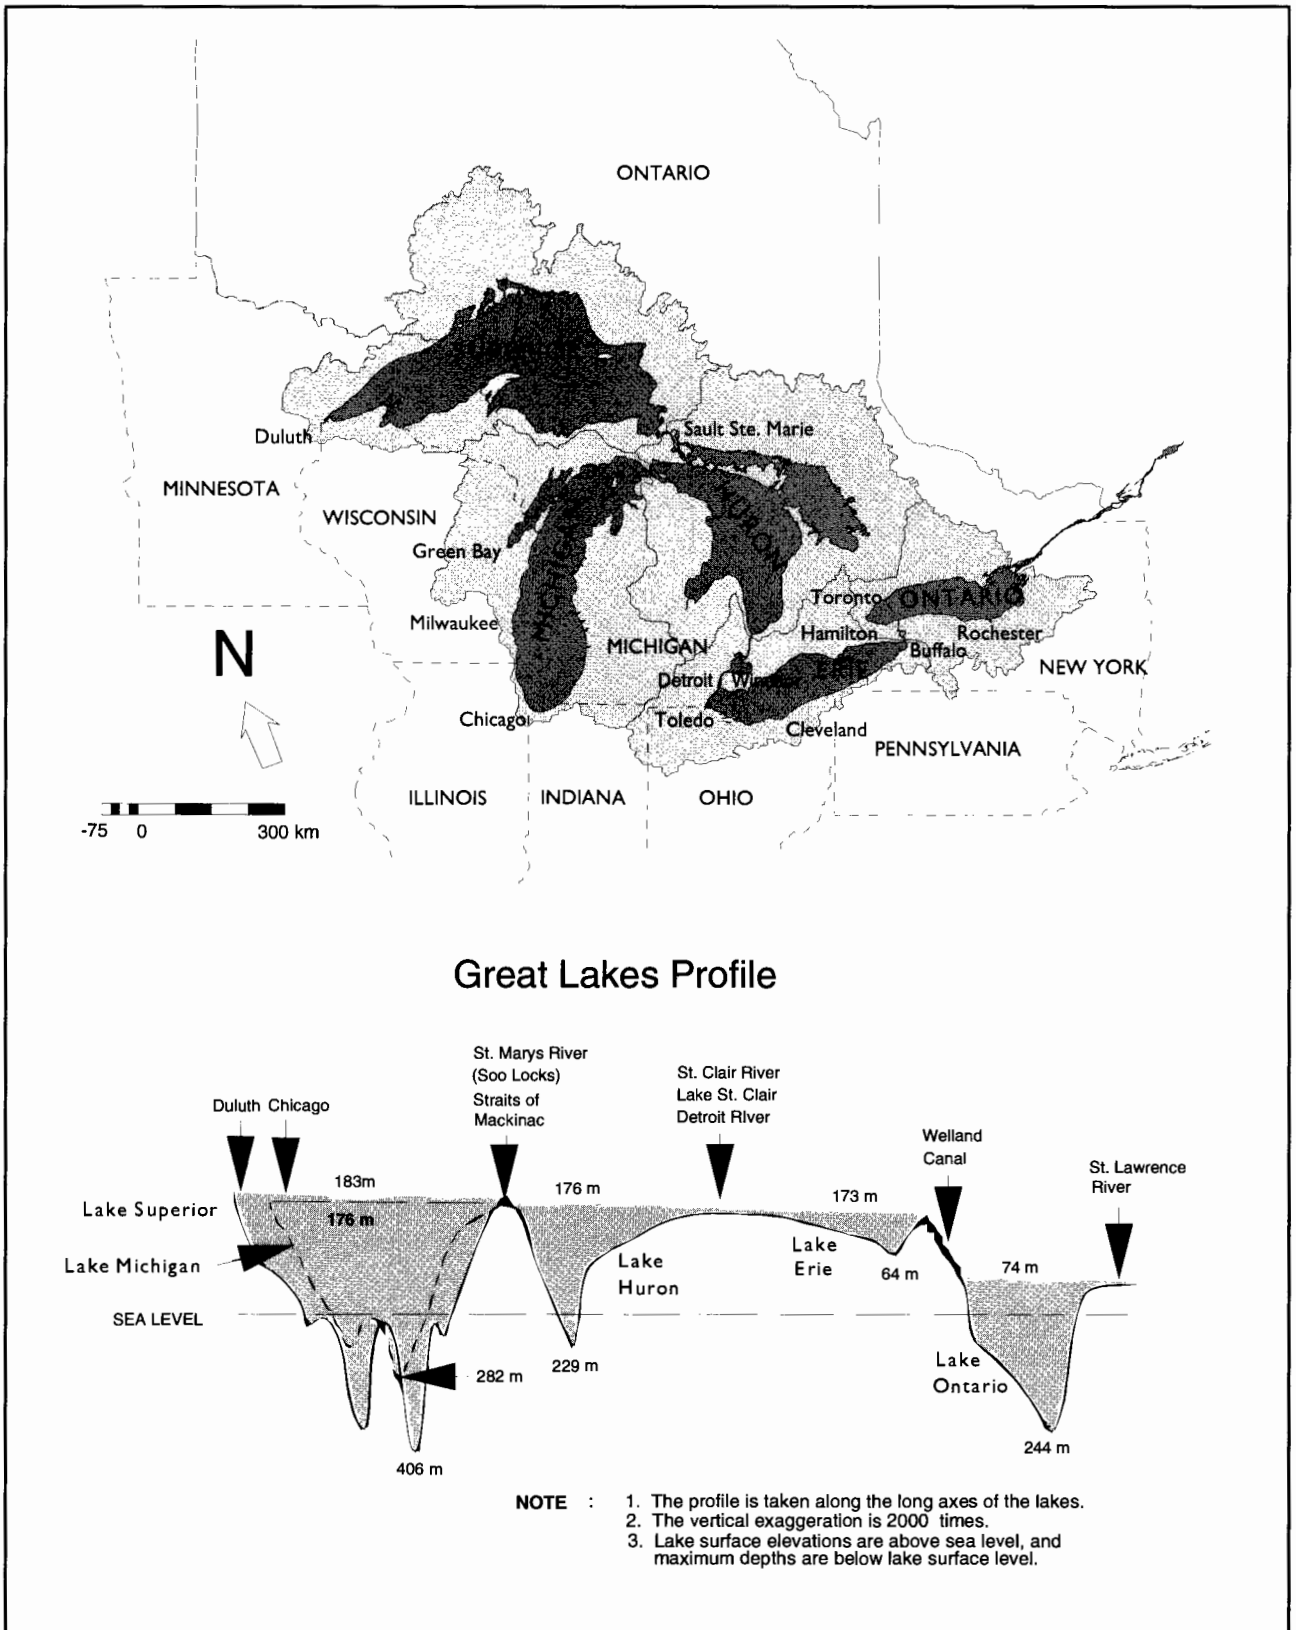 ONTARIO
Duluth
Sault Ste. Marie
MINNESOTA
WISCONSIN
HURON
Green Bay
Toronto
ONTARIO
Milwaukee
Hamilton
Rochester
N
MICHIGAN
Buffalo
ERIE
NEW YORK
Detroit
Chicago
Toledo
Cleveland
PENNSYLVANIA
ILLINOIS
INDIANA
OHIO
-75 0 300 km
Great Lakes Profile
St. Marys River
(Soo Locks)
Straits of
Mackinac
St. Clair River
Lake St. Clair
Detroit RIver
Duluth Chicago
Welland
Canal
St. Lawrence
River
183m
176 m
173 m
Lake Superior
176 m
Lake Michigan
Lake
Huron
Lake
Erie
64 m
74 m
SEA LEVEL
229 m
282 m
Lake
Ontario
406 m
244 m
NOTE : 1. The profile is taken along the long axes of the lakes.
2. The vertical exaggeration is 2000 times.
3. Lake surface elevations are above sea level, and
maximum depths are below lake surface level.